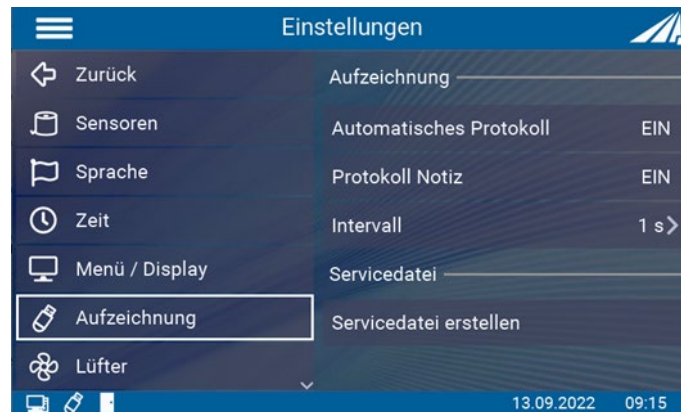 Einstellungen
Zurück
Sensoren
Sprache
Zeit
Menü / Display
Aufzeichnung
Lüfter
Aufzeichnung
Automatisches Protokoll EIN
Protokoll Notiz EIN
Intervall 1 s
Servicedatei
Servicedatei erstellen
13.09.2022 09:15